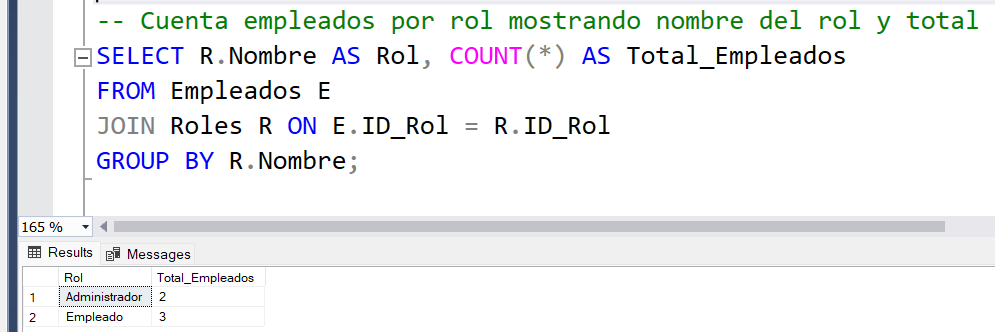 -- Cuenta empleados por rol mostrando nombre del rol y total
SELECT R.Nombre AS Rol, COUNT(*) AS Total_Empleados
FROM Empleados E
JOIN Roles R ON E.ID_Rol = R.ID_Rol
GROUP BY R.Nombre;
165 %
Results Messages
Rol Total_Empleados
1 Administrador 2
2 Empleado 3